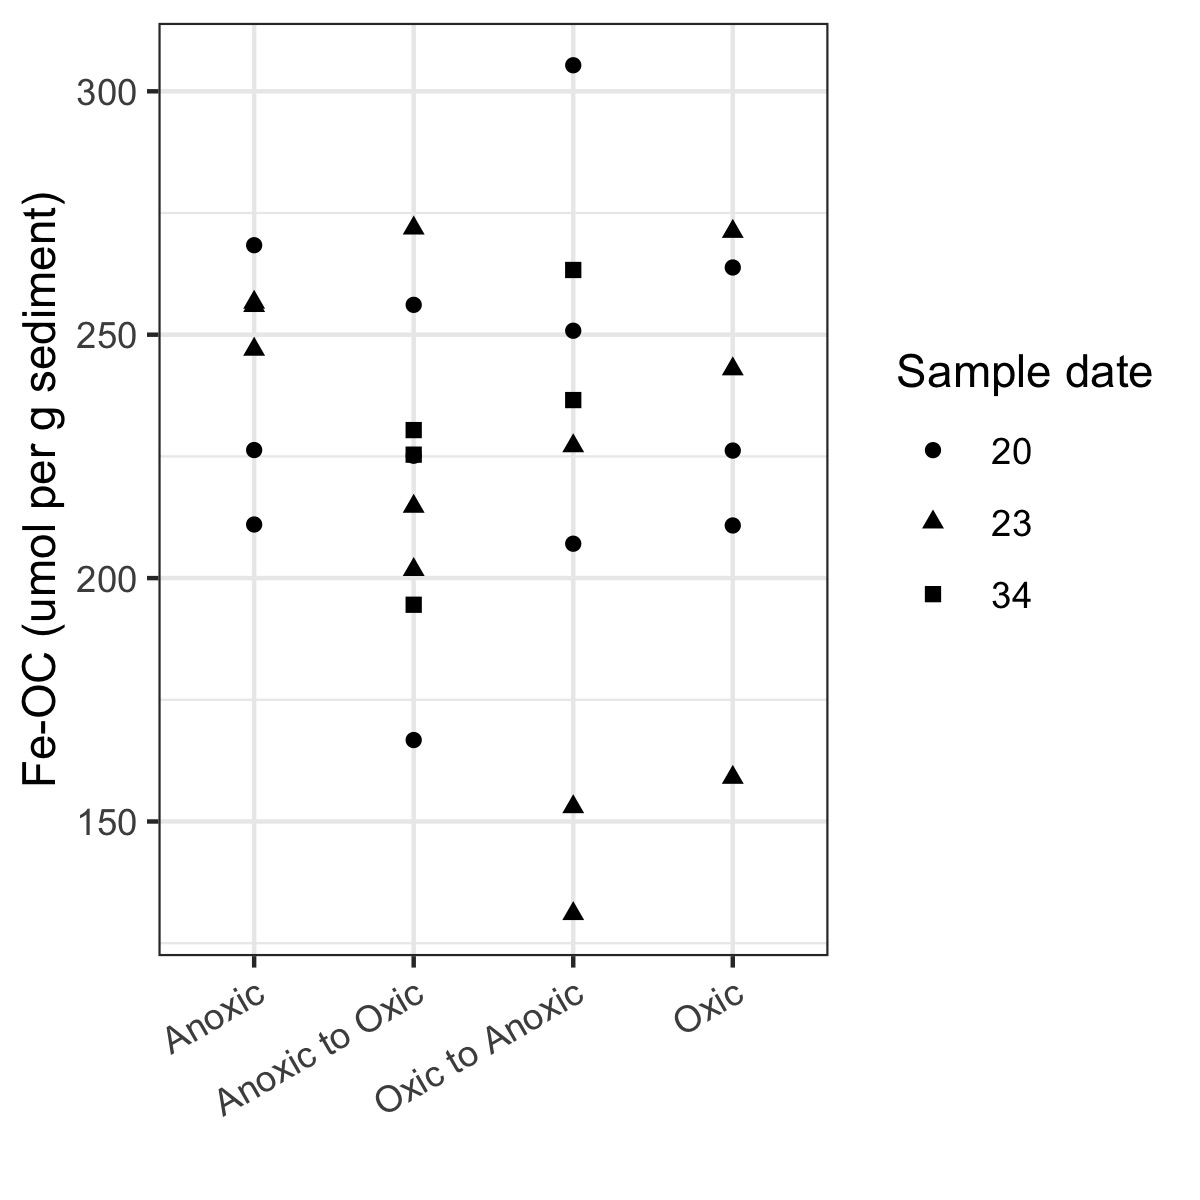 Fe-OC (umol per g sediment)
300
250
200
150
Anoxic
Anoxic to Oxic
Oxic to Anoxic
Oxic
Sample date
20
23
34